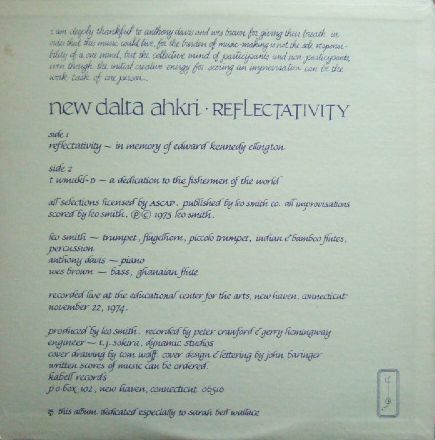 i am deeply thankful to anthony davis and wes brown for giving their breath in
order that this music could live, for the burden of music-making is not the sole responsi-
bility of a one mind, but the collective mind of participants and non-participants,
even though the initial creative energy for scoring an improvisation can be the
work task of one person.
new dalta ahkri · REFLECTATIVITY
side 1
reflectativity ~ in memory of edward kennedy ellington
side 2
t wmukl-D ~ a dedication to the fishermen of the world
all selections licensed by ASCAP. published by leo smith co. all improvisations
scored by leo smith. ℗© 1975 leo smith.
leo smith ~ trumpet, flugelhorn, piccolo trumpet, indian & bamboo flutes,
percussion
anthony davis ~ piano
wes brown ~ bass, ghanaian flute
recorded live at the educational center for the arts, new haven, connecticut
november 22, 1974.
produced by leo smith. recorded by peter crawford & gerry hemingway
engineer ~ r.j. sokera, dynamic studios
cover drawing by tom wolff. cover design & lettering by john baringer
written scores of music can be ordered.
kabell records
p o box 102, new haven, connecticut 06510
this album dedicated especially to sarah bell wallace